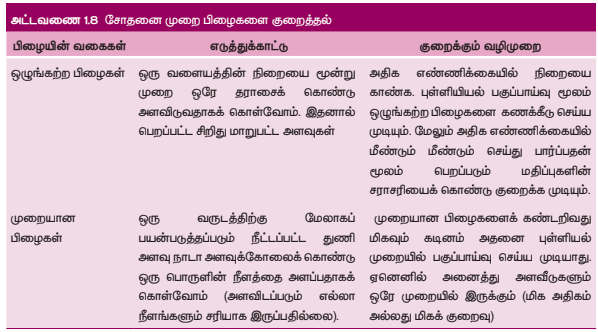 அட்டவணை 1.8 சோதனை முறை பிழைகளை குறைத்தல்
பிழையின் வகைகள் எடுத்துக்காட்டு குறைக்கும் வழிமுறை
ஒழுங்கற்ற பிழைகள்
ஒரு வளையத்தின் நிறையை மூன்று
முறை ஒரே தராசைக் கொண்டு
அளவிடுவதாகக் கொள்வோம். இதனால்
பெறப்பட்ட சிறிது மாறுபட்ட அளவுகள்
அதிக எண்ணிக்கையில் நிறையை
காண்க. புள்ளியியல் பகுப்பாய்வு மூலம்
ஒழுங்கற்ற பிழைகளை கணக்கீடு செய்ய
முடியும். மேலும் அதிக எண்ணிக்கையில்
மீண்டும் மீண்டும் செய்து பார்ப்பதன்
மூலம் பெறப்படும் மதிப்புகளின்
சராசரியைக் கொண்டு குறைக்க முடியும்.
முறையான
பிழைகள்
ஒரு வருடத்திற்கு மேலாகப்
பயன்படுத்தப்படும் நீட்டப்பட்ட துணி
அளவு நாடா அளவுக்கோலைக் கொண்டு
ஒரு பொருளின் நீளத்தை அளப்பதாகக்
கொள்வோம் (அளவிடப்படும் எல்லா
நீளங்களும் சரியாக இருப்பதில்லை).
முறையான பிழைகளைக் கண்டறிவது
மிகவும் கடினம் அதனை புள்ளியல்
முறையில் பகுப்பாய்வு செய்ய முடியாது.
ஏனெனில் அனைத்து அளவீடுகளும்
ஒரே முறையில் இருக்கும் (மிக அதிகம்
அல்லது மிகக் குறைவு)